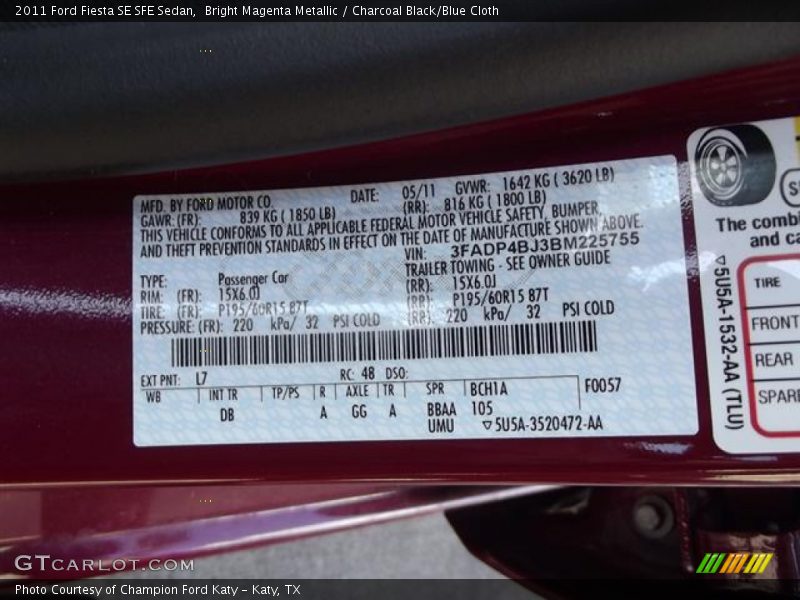 2011 Ford Fiesta SE SFE Sedan,  Bright Magenta Metallic / Charcoal Black/Blue Cloth
MFD. BY FORD MOTOR CO. DATE: 05/11 GVWR: 1642 KG ( 3620 LB)
GAWR: (FR): 839 KG ( 1850 LB) (RR): 816 KG ( 1800 LB)
THIS VEHICLE CONFORMS TO ALL APPLICABLE FEDERAL MOTOR VEHICLE SAFETY, BUMPER,
AND THEFT PREVENTION STANDARDS IN EFFECT ON THE DATE OF MANUFACTURE SHOWN ABOVE.
VIN: 3FADP4BJ3BM225755
TYPE: Passenger Car TRAILER TOWING - SEE OWNER GUIDE
RIM: (FR): 15X6.0J (RR): 15X6.0J
TIRE: (FR): P195/60R15 87T (RR): P195/60R15 87T
PRESSURE: (FR): 220 kPa/ 32 PSI COLD (RR): 220 kPa/ 32 PSI COLD
EXT PNT: L7 RC: 48 DSO:
WB INT TR TP/PS R AXLE TR SPR BCH1A F0057
DB A GG A BBAA 105
UMU ▽5U5A-3520472-AA
The combi
and ca
▽5U5A-1532-AA (TLU)
TIRE
FRONT
REAR
SPARE
GTCARLOT.COM
Photo Courtesy of Champion Ford Katy – Katy, TX